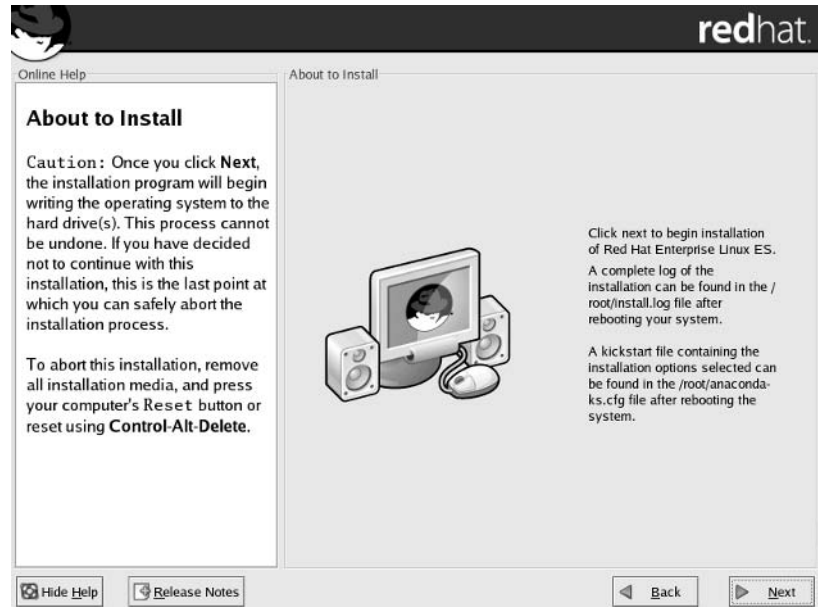 redhat.
Online Help
About to Install
About to Install
Caution: Once you click Next,
the installation program will begin
writing the operating system to the
hard drive(s). This process cannot
be undone. If you have decided
not to continue with this
installation, this is the last point at
which you can safely abort the
installation process.
To abort this installation, remove
all installation media, and press
your computer's Reset button or
reset using Control-Alt-Delete.
Click next to begin installation
of Red Hat Enterprise Linux ES.
A complete log of the
installation can be found in the /
root/install.log file after
rebooting your system.
A kickstart file containing the
installation options selected can
be found in the /root/anaconda-
ks.cfg file after rebooting the
system.
Hide Help
Release Notes
Back
Next